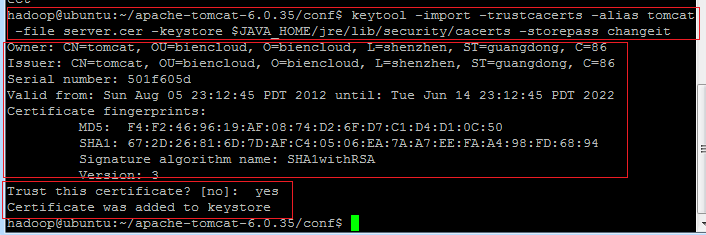 hadoop@ubuntu:~/apache-tomcat-6.0.35/conf$ keytool -import -trustcacerts -alias tomcat
-file server.cer -keystore $JAVA_HOME/jre/lib/security/cacerts -storepass changeit
Owner: CN=tomcat, OU=biencloud, O=biencloud, L=shenzhen, ST=guangdong, C=86
Issuer: CN=tomcat, OU=biencloud, O=biencloud, L=shenzhen, ST=guangdong, C=86
Serial number: 501f605d
Valid from: Sun Aug 05 23:12:45 PDT 2012 until: Tue Jun 14 23:12:45 PDT 2022
Certificate fingerprints:
MD5: F4:F2:46:96:19:AF:08:74:D2:6F:D7:C1:D4:D1:0C:50
SHA1: 67:2D:26:81:6D:7D:AF:C4:05:06:EA:7A:A7:EE:FA:A4:98:FD:68:94
Signature algorithm name: SHA1withRSA
Version: 3
Trust this certificate? [no]: yes
Certificate was added to keystore
hadoop@ubuntu:~/apache-tomcat-6.0.35/conf$